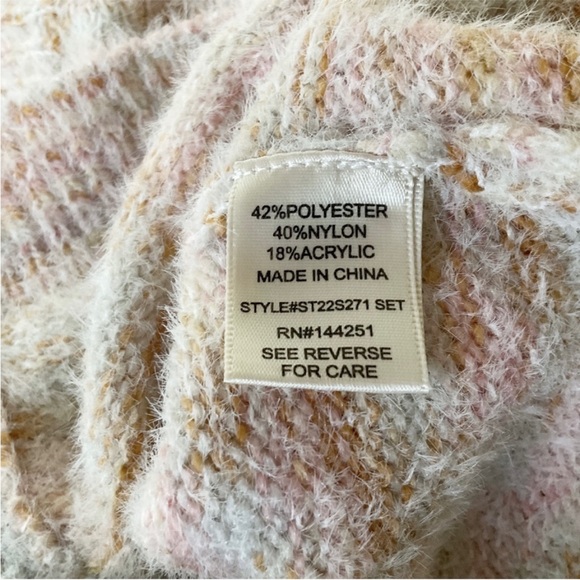 42%POLYESTER
40%NYLON
18%ACRYLIC
MADE IN CHINA
STYLE#ST22S271 SET
RN#144251
SEE REVERSE
FOR CARE